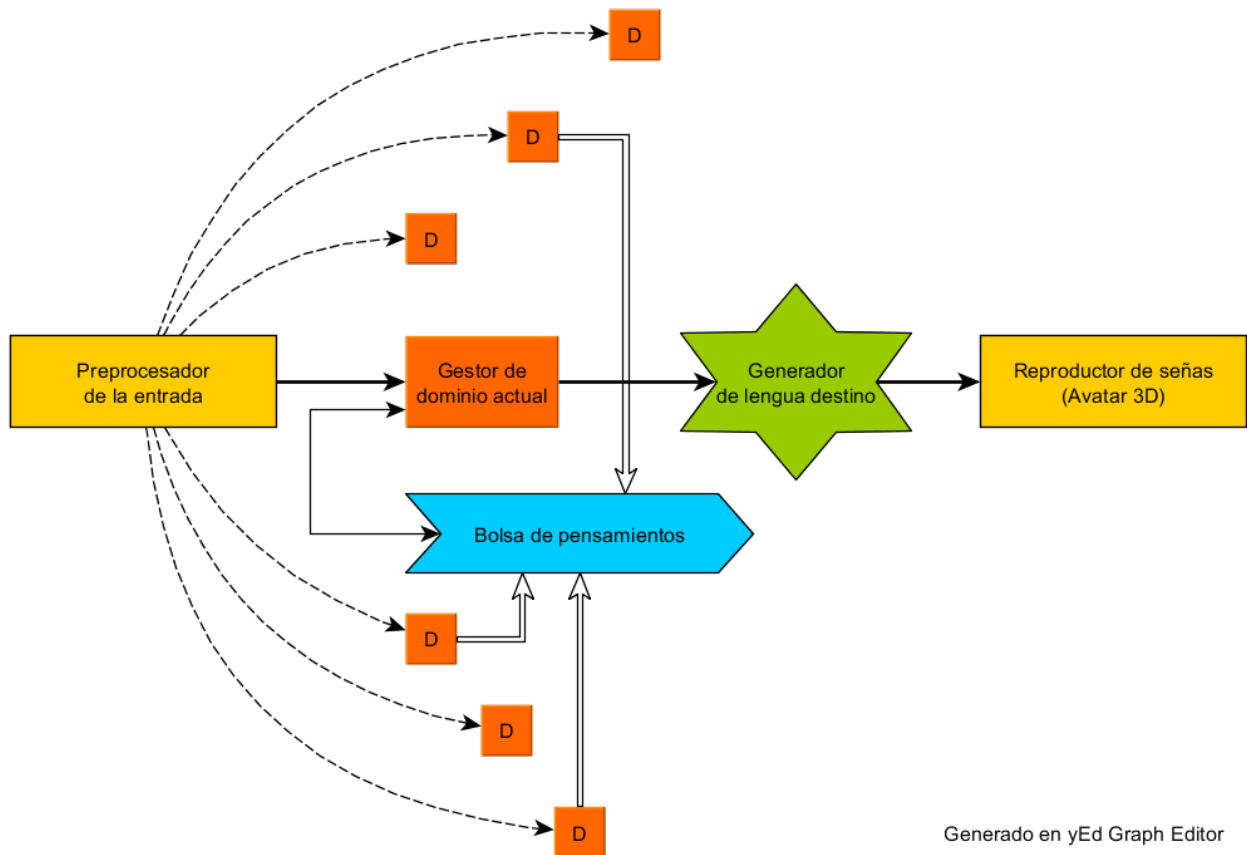 D
D
D
Preprocesador
de la entrada
Gestor de
dominio actual
Generador
de lengua destino
Reproductor de señas
(Avatar 3D)
Bolsa de pensamientos
D
D
D
Generado en yEd Graph Editor